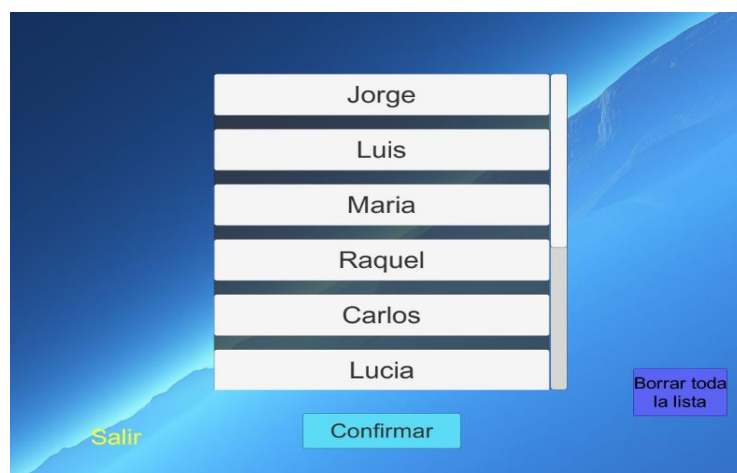 Jorge
Luis
Maria
Raquel
Carlos
Lucia
Borrar toda
la lista
Salir
Confirmar